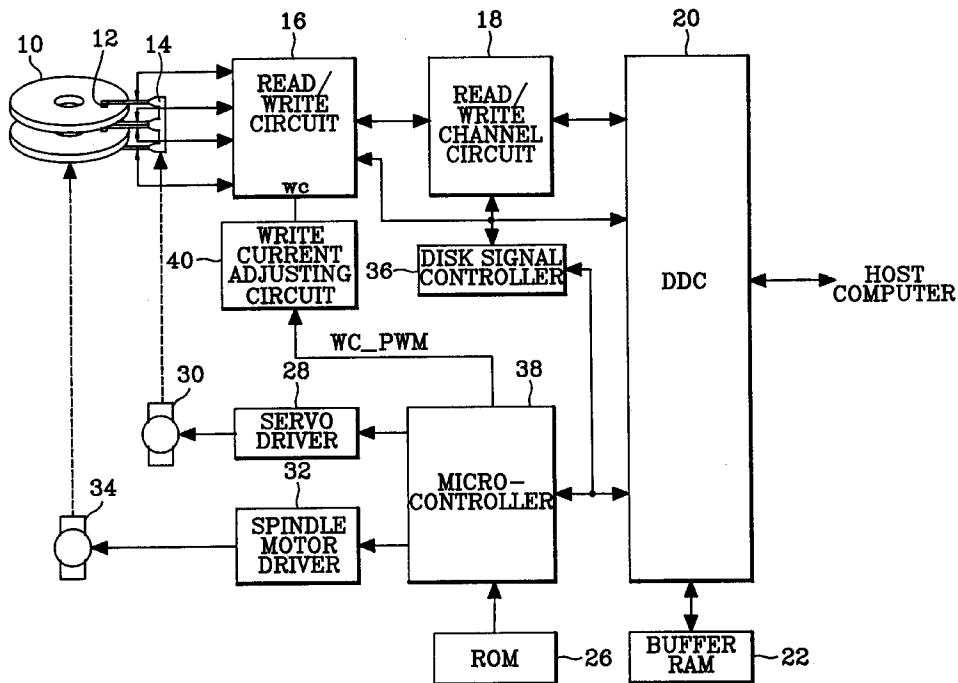 10
12
14
16
18
20
READ/
WRITE
CIRCUIT
wc
READ/
WRITE
CHANNEL
CIRCUIT
DDC
HOST
COMPUTER
40
WRITE
CURRENT
ADJUSTING
CIRCUIT
36
DISK SIGNAL
CONTROLLER
WC_PWM
30
28
38
SERVO
DRIVER
32
MICRO-
CONTROLLER
34
SPINDLE
MOTOR
DRIVER
ROM
26
BUFFER
RAM
22